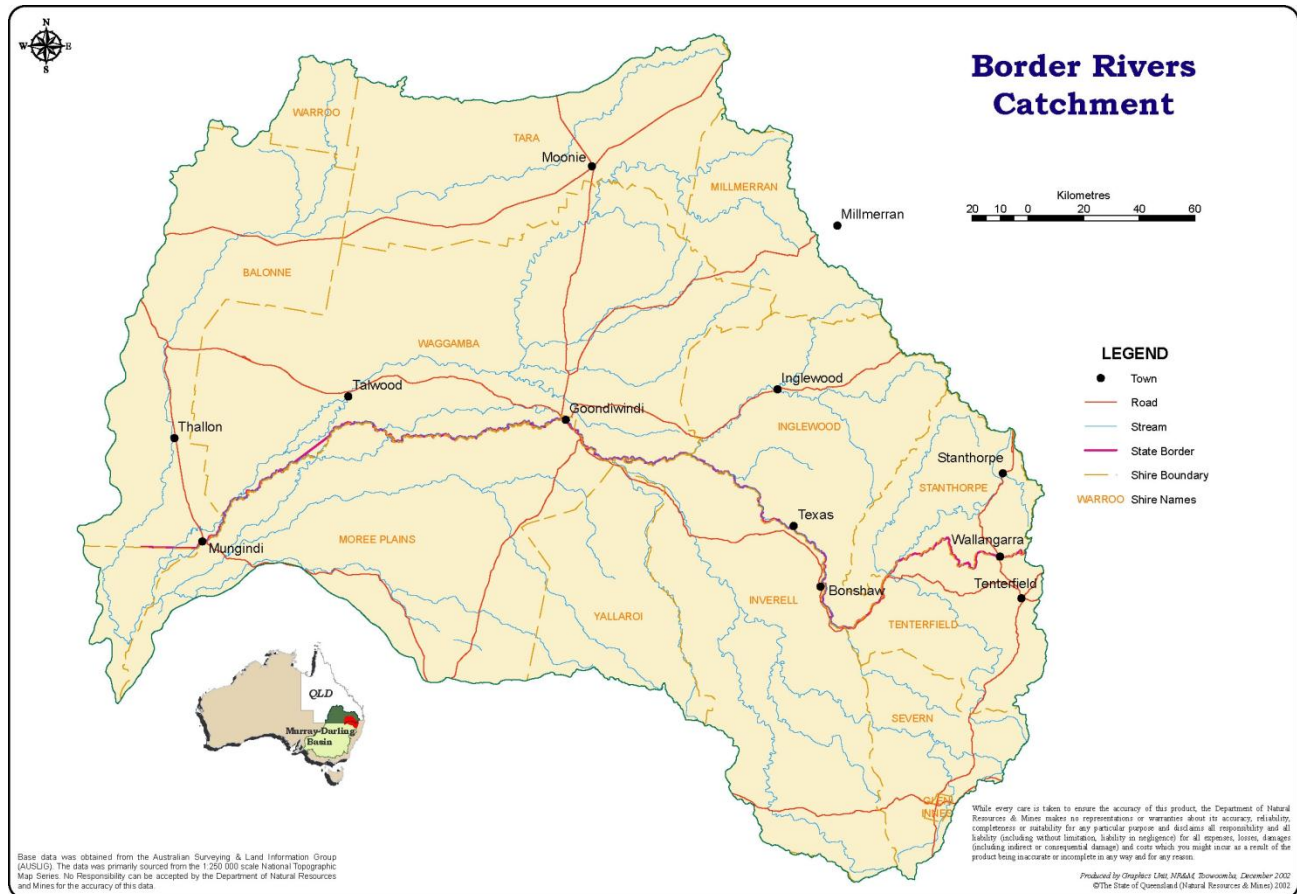 N
W E
S
Border Rivers
Catchment
WARROO
TARA
Moonie
MILLMERRAN
Millmerran
Kilometres
20 10 0 20 40 60
BALONNE
WAGGAMBA
Talwood
Goondiwindi
Inglewood
INGLEWOOD
Thallon
Stanthorpe
STANTHORPE
Texas
Wallangarra
Mungindi
MOREE PLAINS
Bonshaw
Tenterfield
YALLAROI
INVERELL
TENTERFIELD
SEVERN
GLEN
INNES
LEGEND
Town
Road
Stream
State Border
Shire Boundary
WARROO Shire Names
QLD
Murray-Darling
Basin
Base data was obtained from the Australian Surveying & Land Information Group
(AUSLIG). The data was primarily sourced from the 1:250 000 scale National Topographic
Map Series. No Responsibility can be accepted by the Department of Natural Resources
and Mines for the accuracy of this data.
While every care is taken to ensure the accuracy of this product, the Department of Natural
Resources & Mines makes no representations or warranties about its accuracy, reliability,
completeness or suitability for any particular purpose and disclaims all responsibility and all
liability (including without limitation, liability in negligence) for all expenses, losses, damages
(including indirect or consequential damage) and costs which you might incur as a result of the
product being inaccurate or incomplete in any way and for any reason.
Produced by Graphics Unit, NR&M, Toowoomba, December 2002
©The State of Queensland (Natural Resources & Mines) 2002